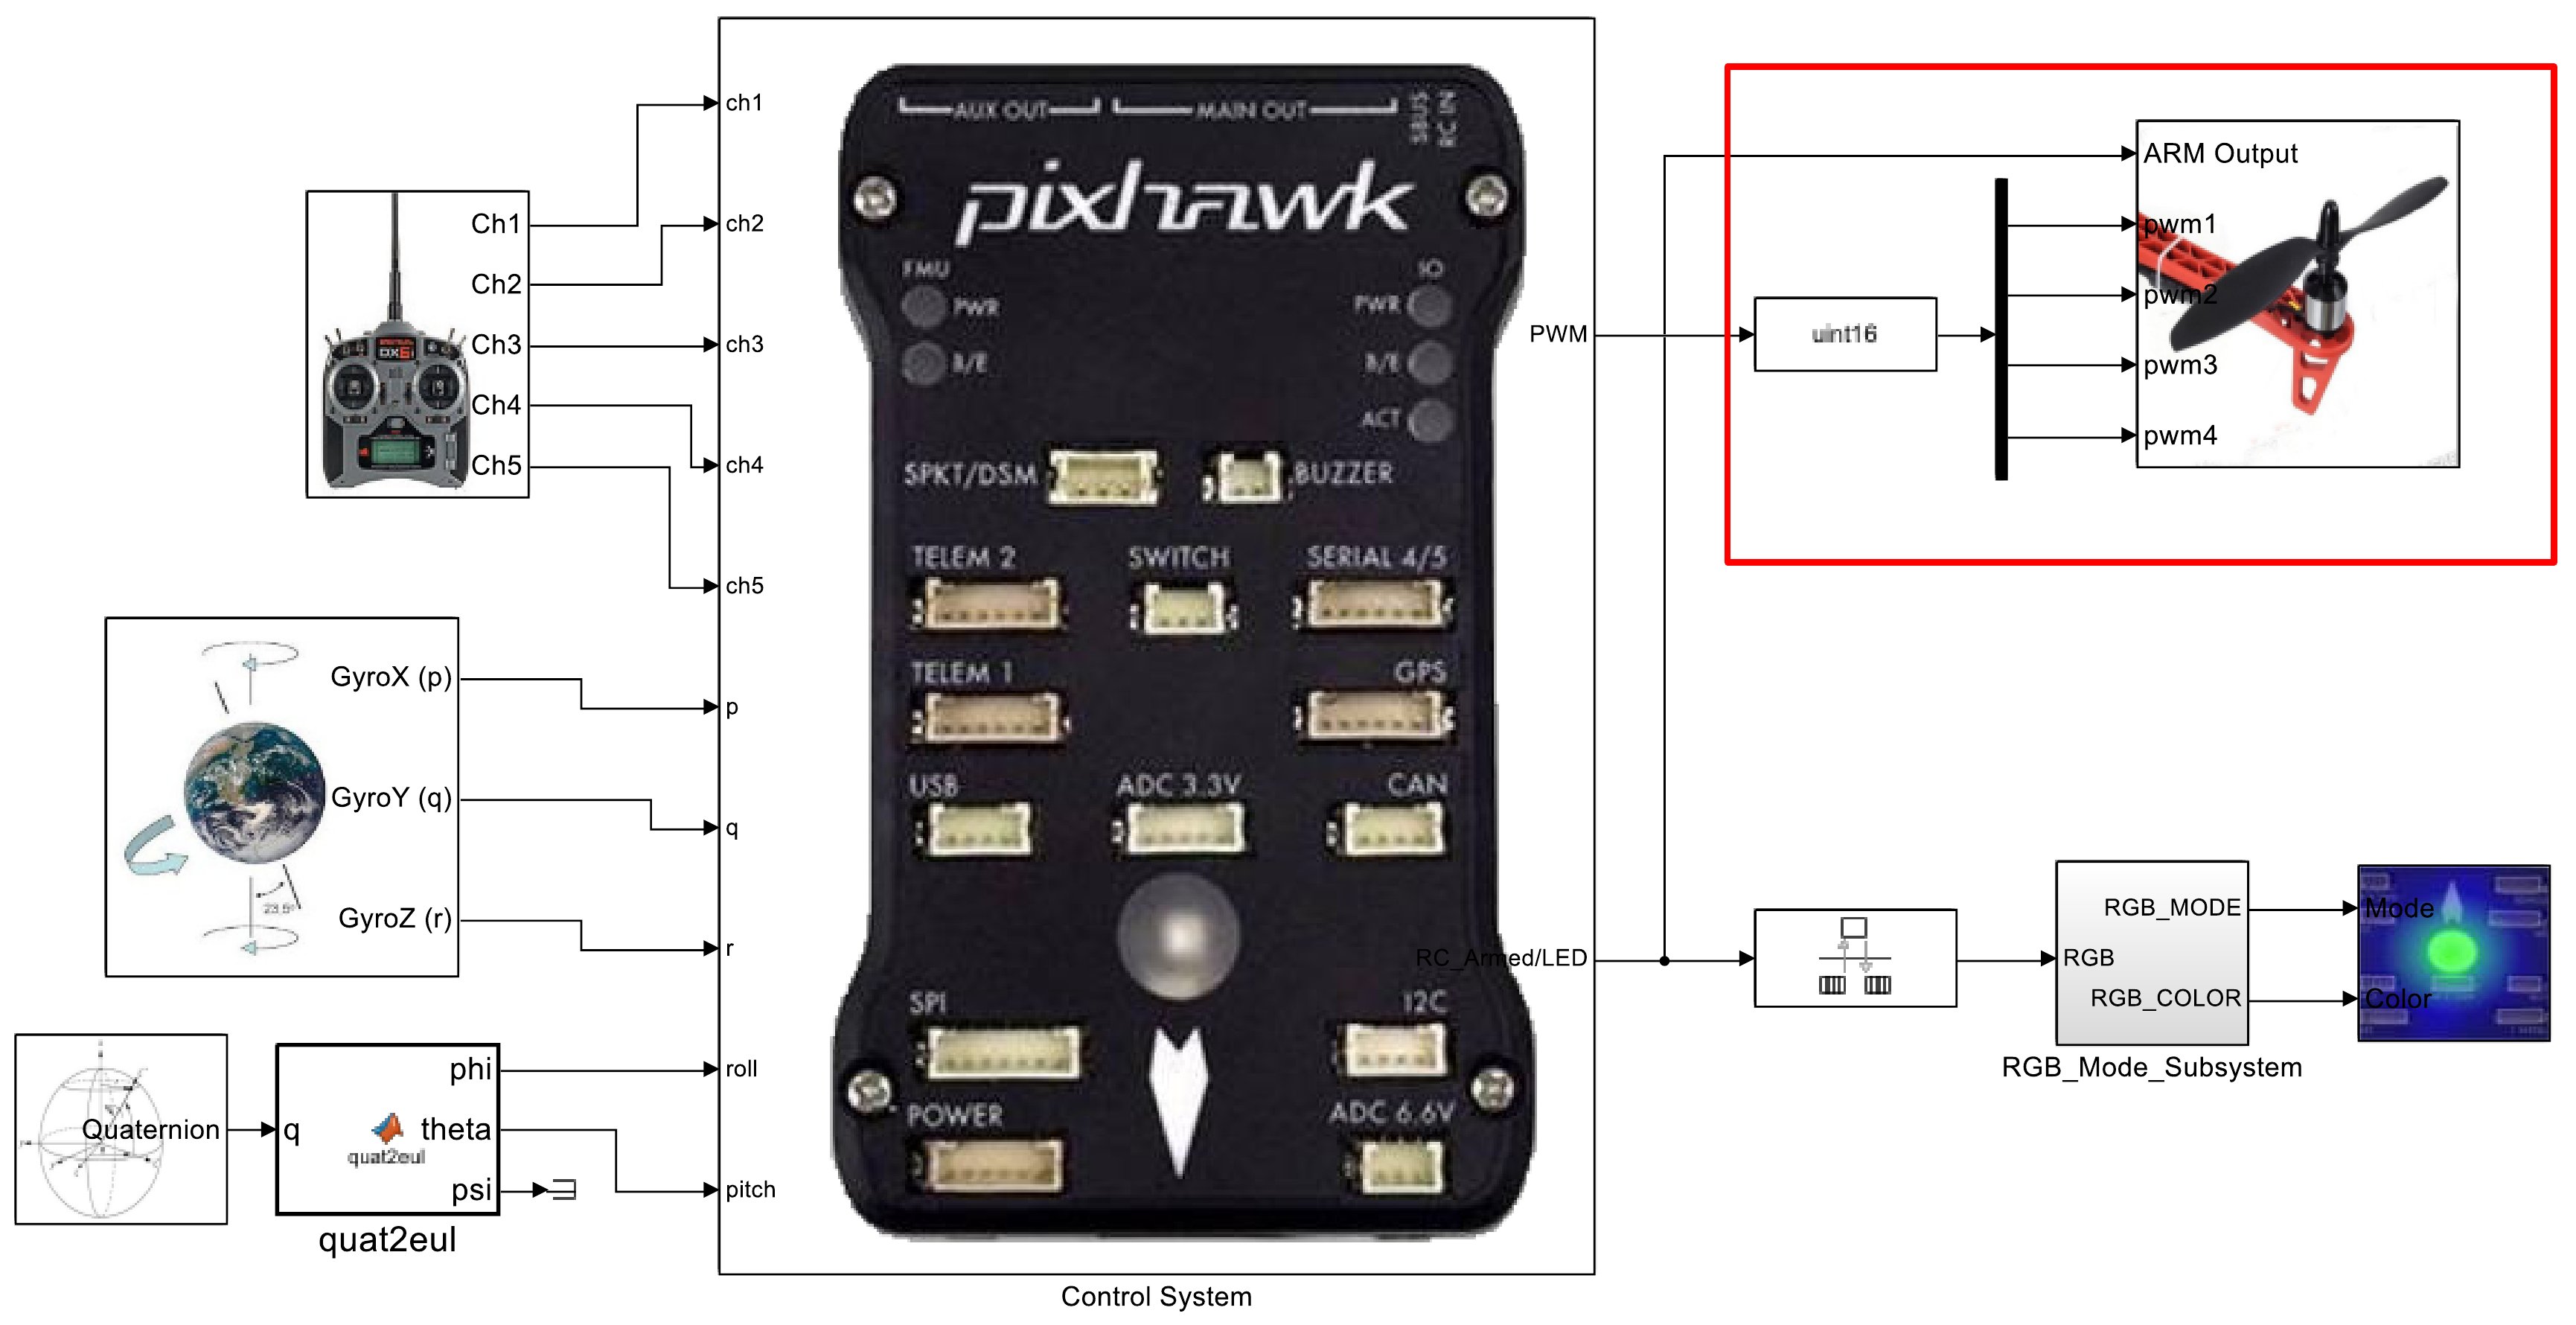 Ch1
Ch2
Ch3
Ch4
Ch5
DX6i
GyroX (p)
GyroY (q)
GyroZ (r)
23,5°
Quaternion
q
quat2eul
phi
theta
psi
quat2eul
ch1
ch2
ch3
ch4
ch5
p
q
r
roll
pitch
AUX OUT
MAIN OUT
SBUS
RC IN
pixhawk
FMU
PWR
B/E
IO
PWR
B/E
ACT
SPKT/DSM
BUZZER
TELEM 2
SWITCH
SERIAL 4/5
TELEM 1
GPS
USB
ADC 3.3V
CAN
SPI
I2C
POWER
ADC 6.6V
PWM
RC_Armed/LED
Control System
uint16
ARM Output
pwm1
pwm2
pwm3
pwm4
RGB
RGB_MODE
RGB_COLOR
RGB_Mode_Subsystem
Mode
Color